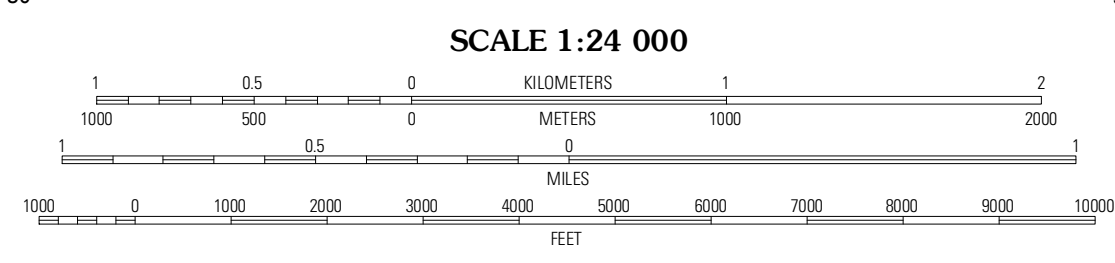 SCALE 1:24 000
1 0.5 0 KILOMETERS 1 2
1000 500 0 METERS 1000 2000
1 0.5 0 1
MILES
1000 0 1000 2000 3000 4000 5000 6000 7000 8000 9000 10000
FEET